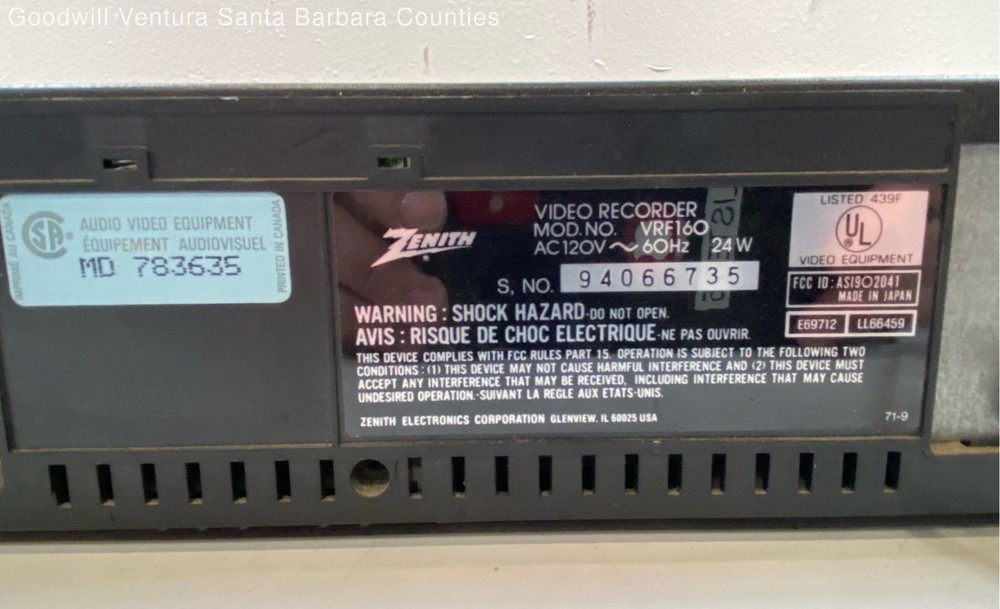 Goodwill Ventura Santa Barbara Counties
IMPRIMÉ AU CANADA
SA®
AUDIO VIDEO EQUIPMENT
ÉQUIPEMENT AUDIOVISUEL
MD 783635
PRINTED IN CANADA
ZENITH®
VIDEO RECORDER
MOD. NO. VRF160
AC 120V ~ 60Hz 24 W
S, NO. 94066735
WARNING : SHOCK HAZARD-DO NOT OPEN.
AVIS : RISQUE DE CHOC ELECTRIQUE-NE PAS OUVRIR.
THIS DEVICE COMPLIES WITH FCC RULES PART 15. OPERATION IS SUBJECT TO THE FOLLOWING TWO
CONDITIONS : (1) THIS DEVICE MAY NOT CAUSE HARMFUL INTERFERENCE AND (2) THIS DEVICE MUST
ACCEPT ANY INTERFERENCE THAT MAY BE RECEIVED, INCLUDING INTERFERENCE THAT MAY CAUSE
UNDESIRED OPERATION.-SUIVANT LA REGLE AUX ETATS-UNIS.
ZENITH ELECTRONICS CORPORATION GLENVIEW, IL 60025 USA
71-9
LISTED 439F
UL®
VIDEO EQUIPMENT
FCC ID : ASI9O2041
MADE IN JAPAN
E69712 LL66459